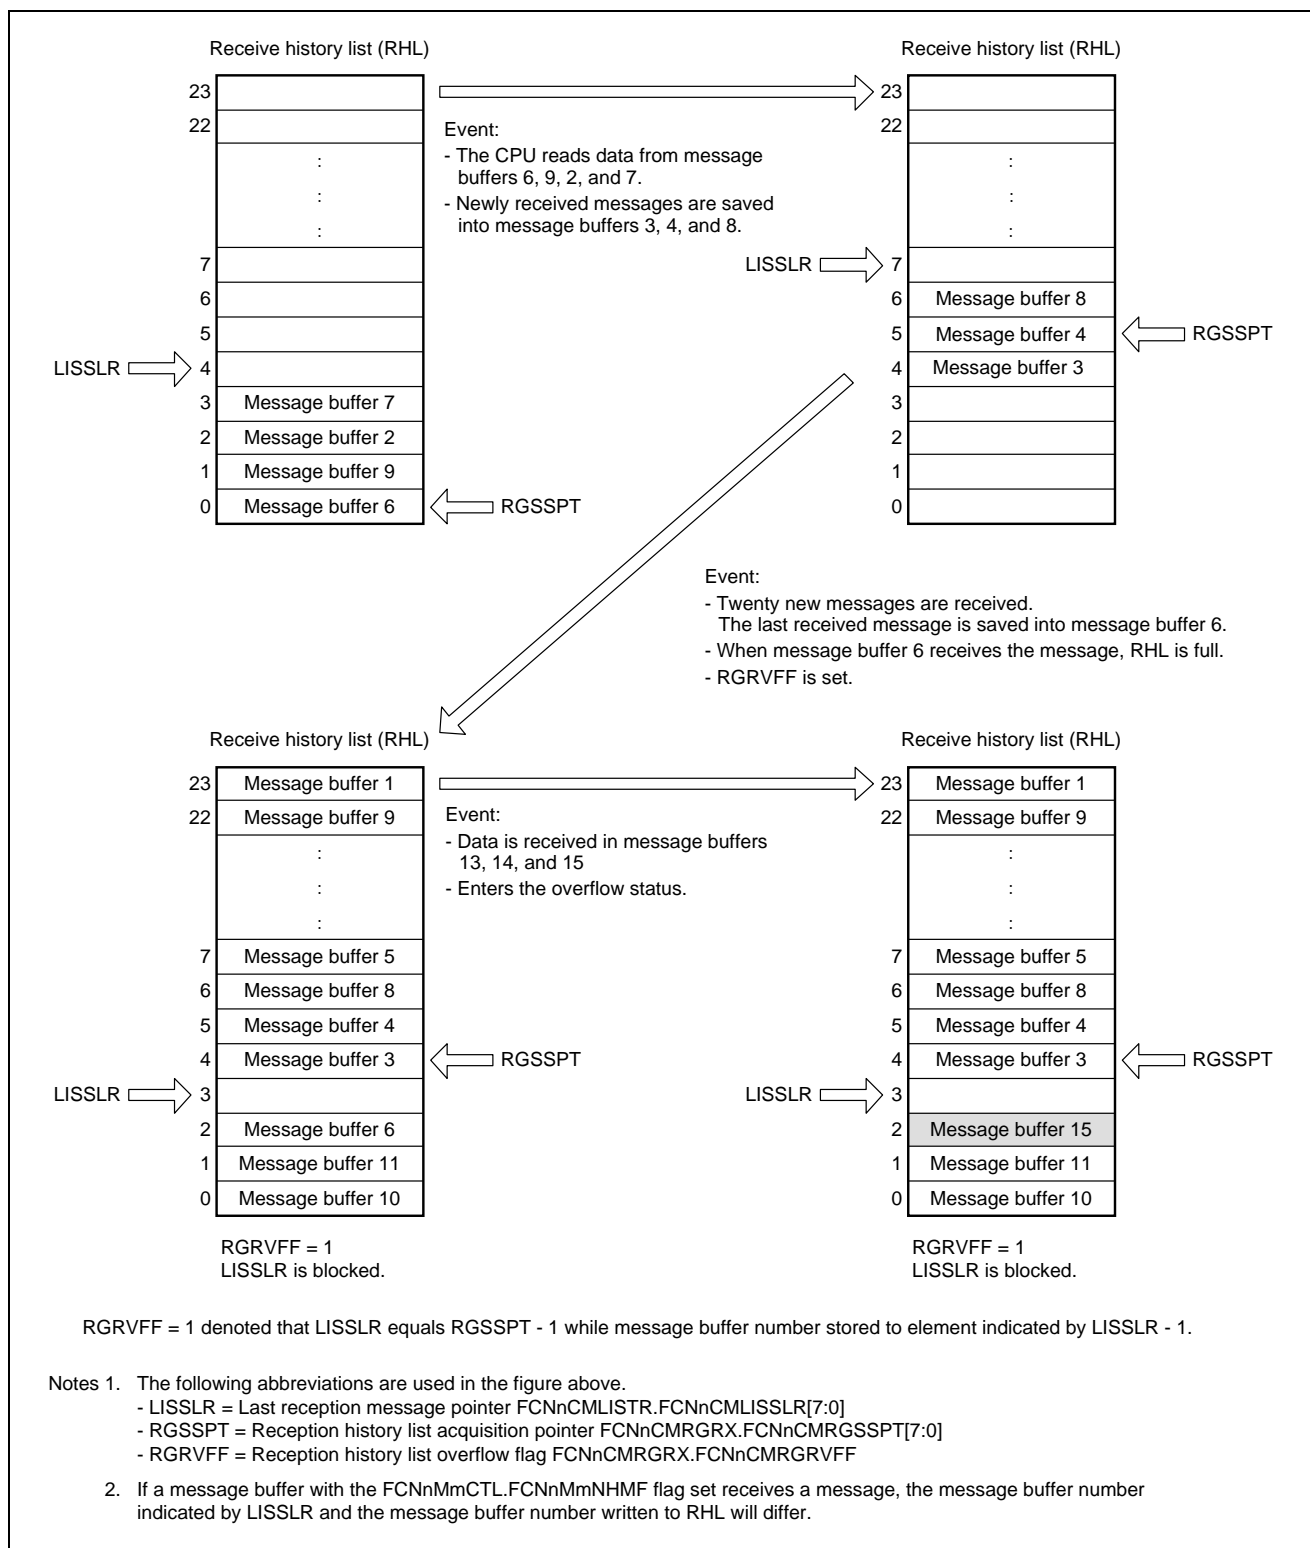 Receive history list (RHL)
23
22
:
:
:
7
6
5
LISSLR
4
3 Message buffer 7
2 Message buffer 2
1 Message buffer 9
0 Message buffer 6
RGSSPT
Event:
- The CPU reads data from message
buffers 6, 9, 2, and 7.
- Newly received messages are saved
into message buffers 3, 4, and 8.
Receive history list (RHL)
23
22
:
:
:
LISSLR
7
6 Message buffer 8
5 Message buffer 4
RGSSPT
4 Message buffer 3
3
2
1
0
Event:
- Twenty new messages are received.
The last received message is saved into message buffer 6.
- When message buffer 6 receives the message, RHL is full.
- RGRVFF is set.
Receive history list (RHL)
23 Message buffer 1
22 Message buffer 9
:
:
:
7 Message buffer 5
6 Message buffer 8
5 Message buffer 4
4 Message buffer 3
RGSSPT
LISSLR
3
2 Message buffer 6
1 Message buffer 11
0 Message buffer 10
RGRVFF = 1
LISSLR is blocked.
Event:
- Data is received in message buffers
13, 14, and 15
- Enters the overflow status.
Receive history list (RHL)
23 Message buffer 1
22 Message buffer 9
:
:
:
7 Message buffer 5
6 Message buffer 8
5 Message buffer 4
4 Message buffer 3
RGSSPT
LISSLR
3
2 Message buffer 15
1 Message buffer 11
0 Message buffer 10
RGRVFF = 1
LISSLR is blocked.
RGRVFF = 1 denoted that LISSLR equals RGSSPT - 1 while message buffer number stored to element indicated by LISSLR - 1.
Notes 1. The following abbreviations are used in the figure above.
- LISSLR = Last reception message pointer FCNnCMLISTR.FCNnCMLISSLR[7:0]
- RGSSPT = Reception history list acquisition pointer FCNnCMRGRX.FCNnCMRGSSPT[7:0]
- RGRVFF = Reception history list overflow flag FCNnCMRGRX.FCNnCMRGRVFF
2. If a message buffer with the FCNnMmCTL.FCNnMmNHMF flag set receives a message, the message buffer number
indicated by LISSLR and the message buffer number written to RHL will differ.